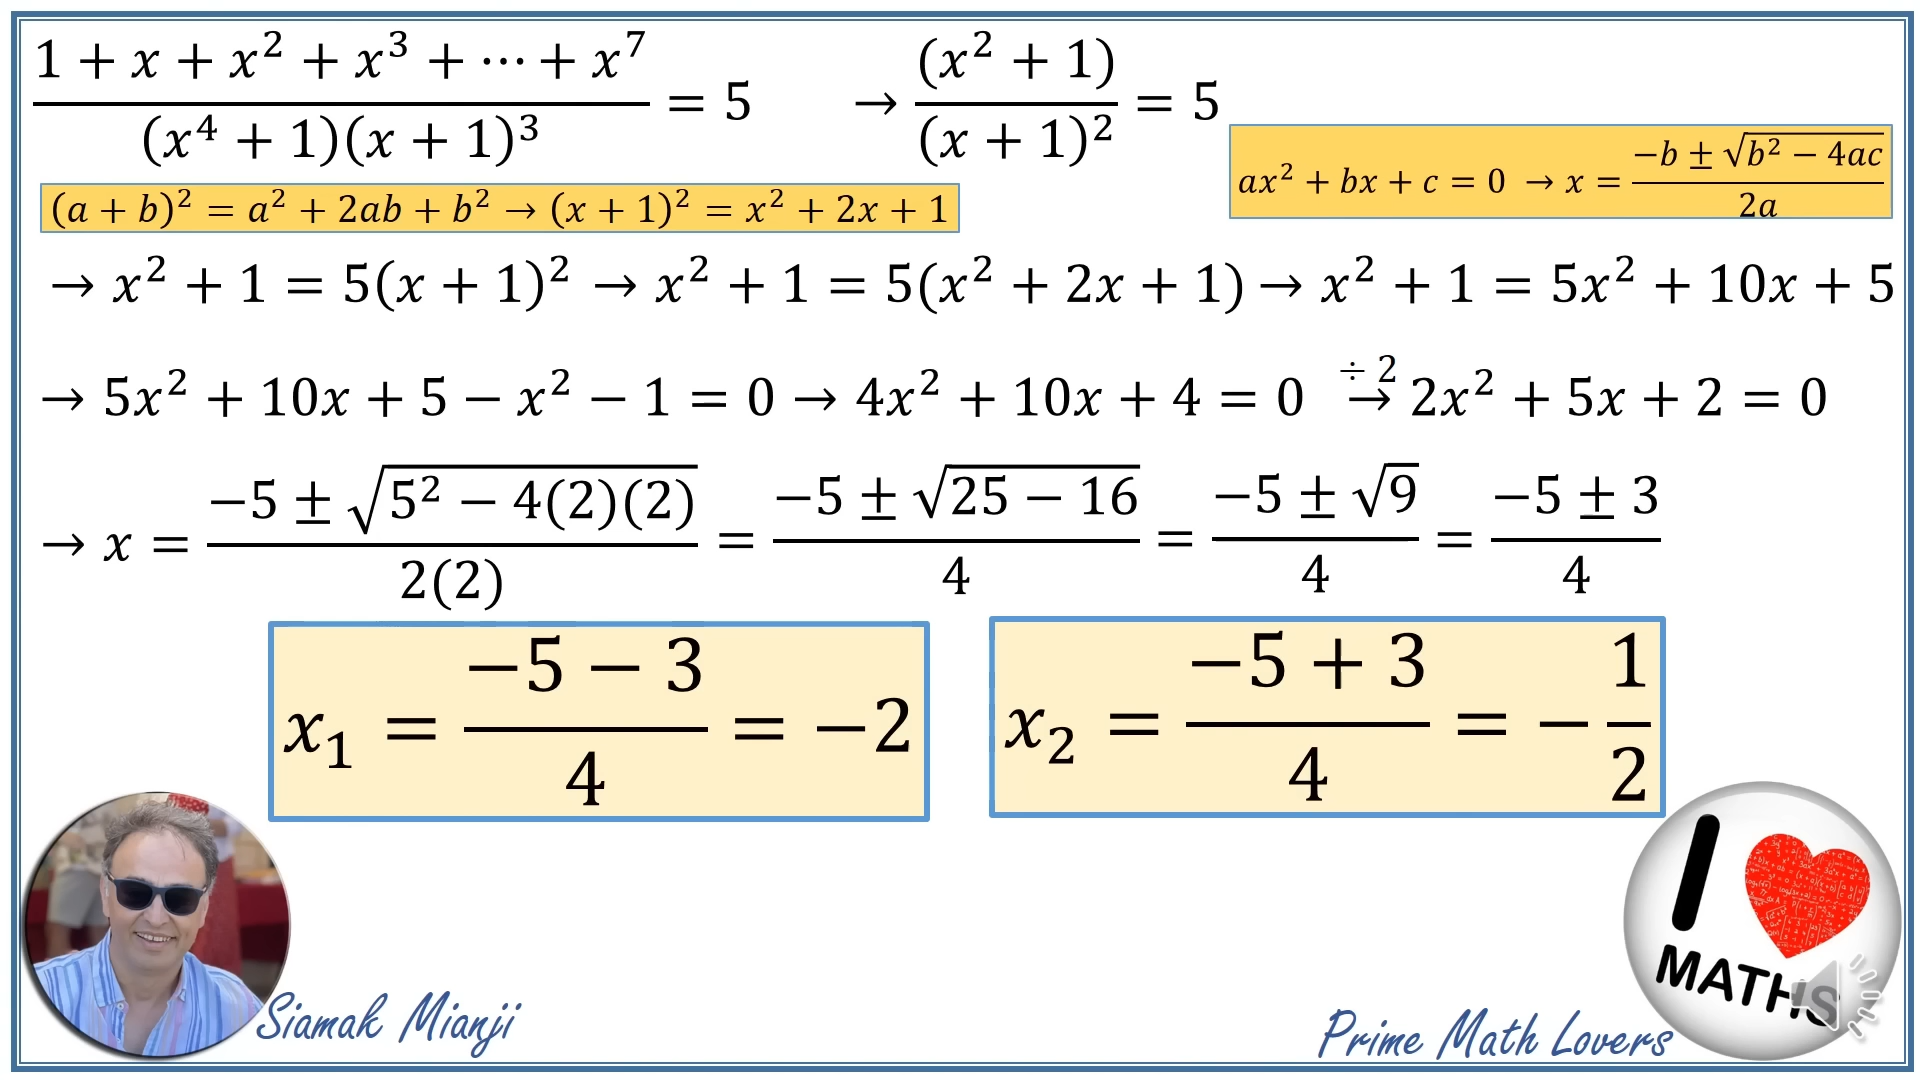 (1 + x + x² + x³ + ⋯ + x⁷)/((x⁴ + 1)(x + 1)³) = 5 → (x² + 1)/(x + 1)² = 5
ax² + bx + c = 0 → x = (−b ± √(b² − 4ac))/(2a)
(a + b)² = a² + 2ab + b² → (x + 1)² = x² + 2x + 1
→ x² + 1 = 5(x + 1)² → x² + 1 = 5(x² + 2x + 1) → x² + 1 = 5x² + 10x + 5
→ 5x² + 10x + 5 − x² − 1 = 0 → 4x² + 10x + 4 = 0 ÷ 2 → 2x² + 5x + 2 = 0
→ x = (−5 ± √(5² − 4(2)(2)))/(2(2)) = (−5 ± √(25 − 16))/4 = (−5 ± √9)/4 = (−5 ± 3)/4
x₁ = (−5 − 3)/4 = −2
x₂ = (−5 + 3)/4 = −1/2
I
MATHS
Siamak Mianji
Prime Math Lovers